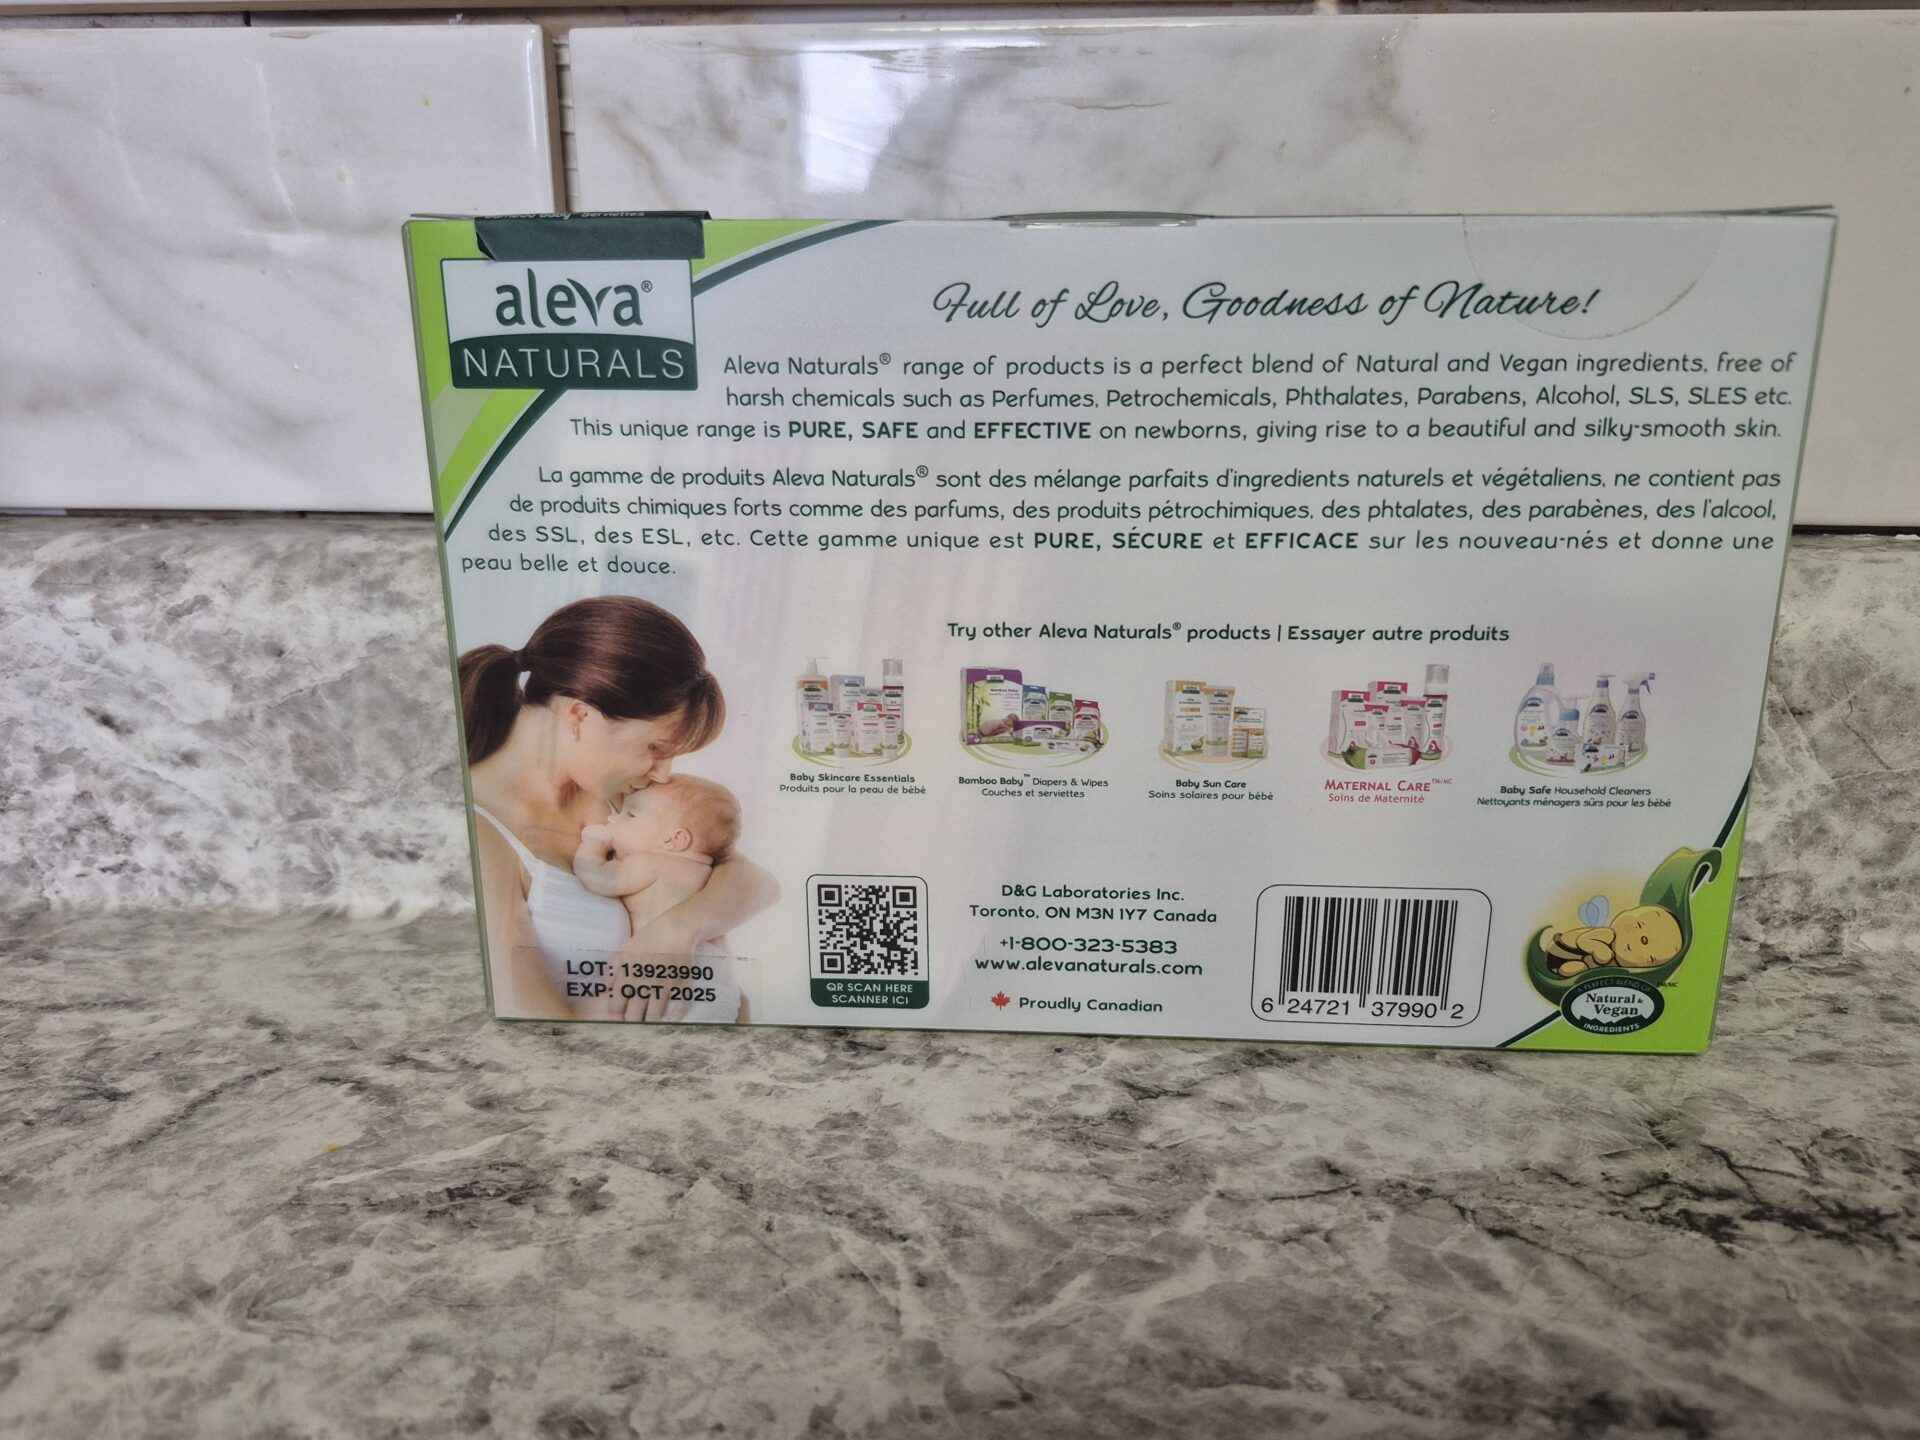 Bamboo Baby Serviettes
aleva®
NATURALS
Full of Love, Goodness of Nature!
Aleva Naturals® range of products is a perfect blend of Natural and Vegan ingredients, free of
harsh chemicals such as Perfumes, Petrochemicals, Phthalates, Parabens, Alcohol, SLS, SLES etc.
This unique range is PURE, SAFE and EFFECTIVE on newborns, giving rise to a beautiful and silky-smooth skin.
La gamme de produits Aleva Naturals® sont des mélange parfaits d'ingredients naturels et végétaliens, ne contient pas
de produits chimiques forts comme des parfums, des produits pétrochimiques, des phtalates, des parabènes, des l'alcool,
des SSL, des ESL, etc. Cette gamme unique est PURE, SÉCURE et EFFICACE sur les nouveau-nés et donne une
peau belle et douce.
Try other Aleva Naturals® products | Essayer autre produits
Baby Skincare Essentials
Produits pour la peau de bébé
Bamboo Baby™ Diapers & Wipes
Couches et serviettes
Baby Sun Care
Soins solaires pour bébé
MATERNAL CARE™/MC
Soins de Maternité
Baby Safe Household Cleaners
Nettoyants ménagers sûrs pour les bébé
LOT: 13923990
EXP: OCT 2025
QR SCAN HERE
SCANNER ICI
D&G Laboratories Inc.
Toronto, ON M3N 1Y7 Canada
+1-800-323-5383
www.alevanaturals.com
Proudly Canadian
6 24721 37990 2
A PERFECT BLEND OF
Natural &
Vegan
INGREDIENTS